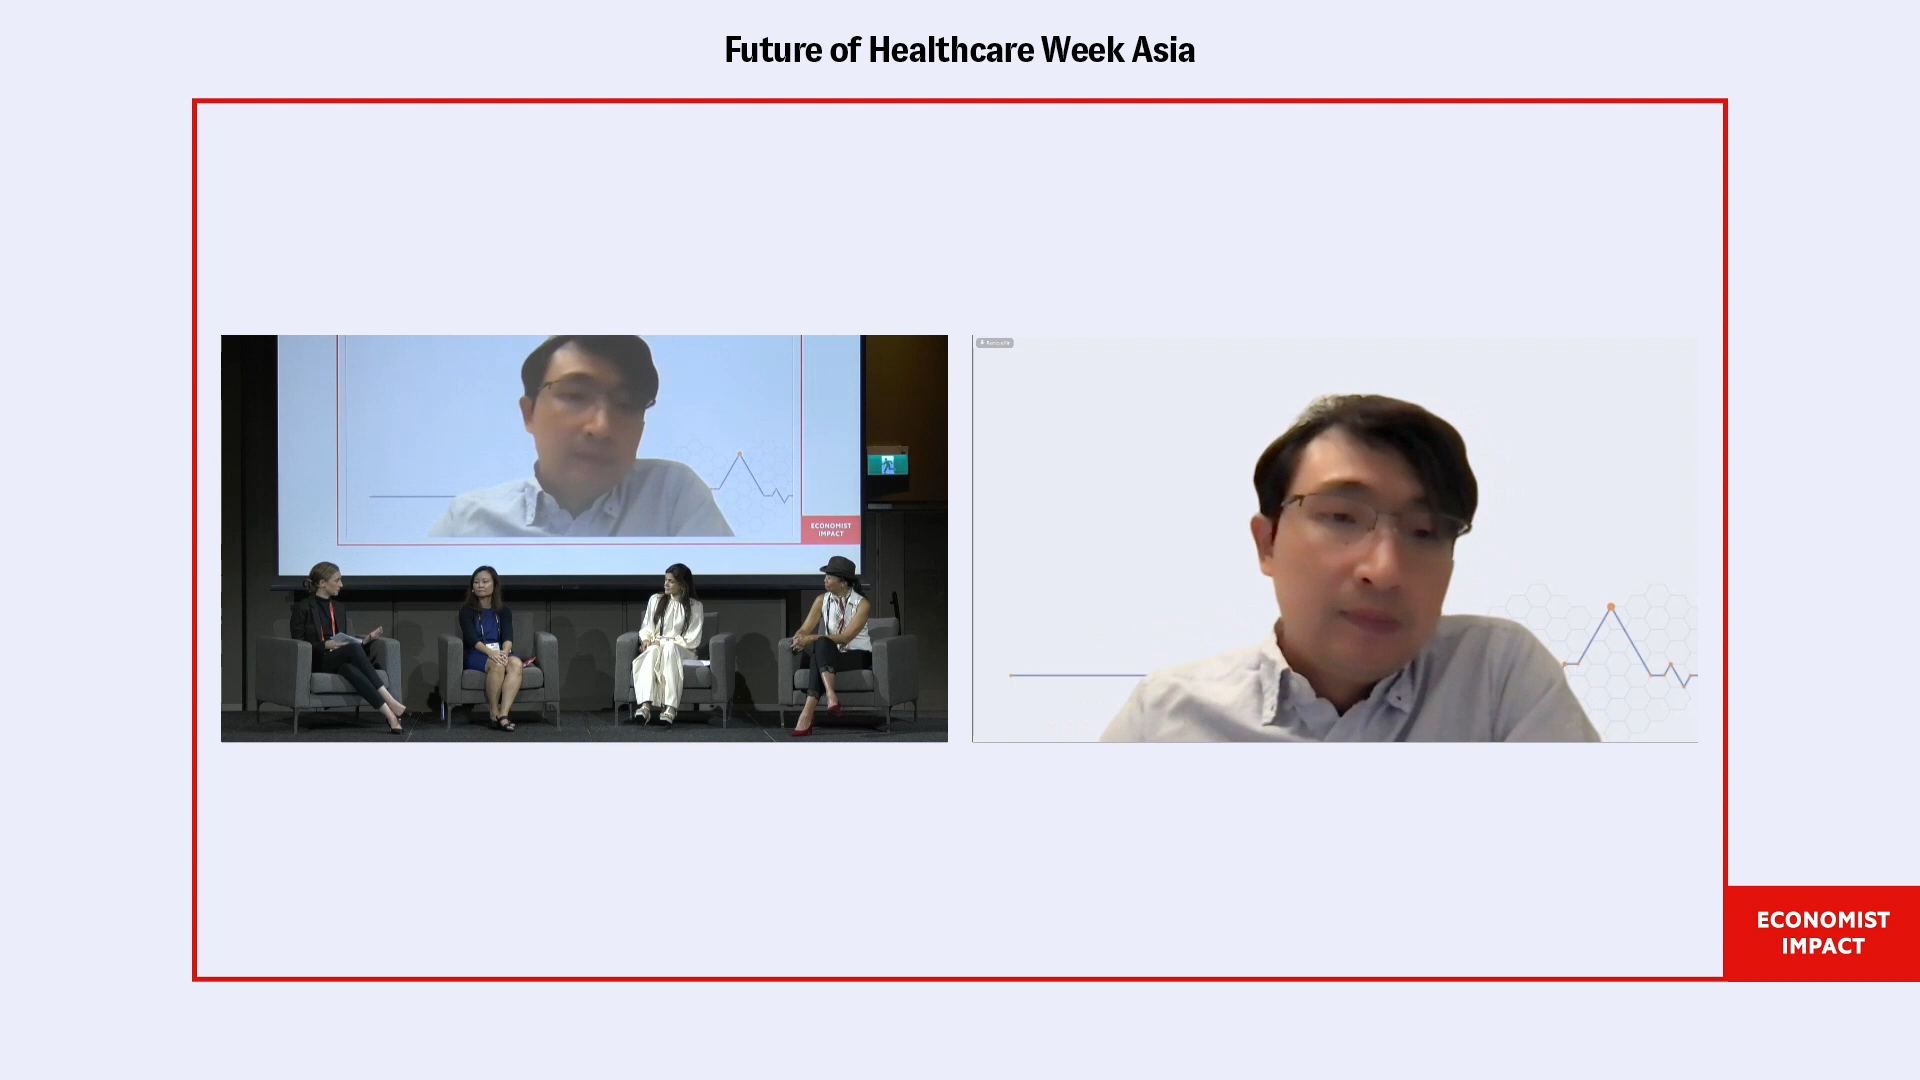 Future of Healthcare Week Asia
ECONOMIST
IMPACT
ECONOMIST
IMPACT